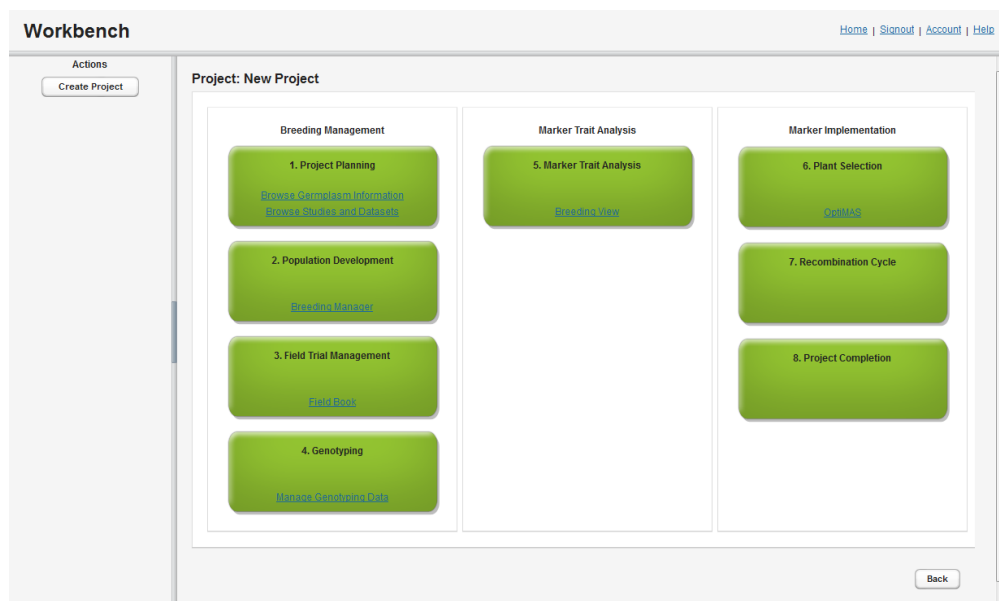 Workbench
Home | Signout | Account | Help
Actions
Create Project
Project: New Project
Breeding Management
1. Project Planning
Browse Germplasm Information
Browse Studies and Datasets
2. Population Development
Breeding Manager
3. Field Trial Management
Field Book
4. Genotyping
Manage Genotyping Data
Marker Trait Analysis
5. Marker Trait Analysis
Breeding View
Marker Implementation
6. Plant Selection
OptiMAS
7. Recombination Cycle
8. Project Completion
Back